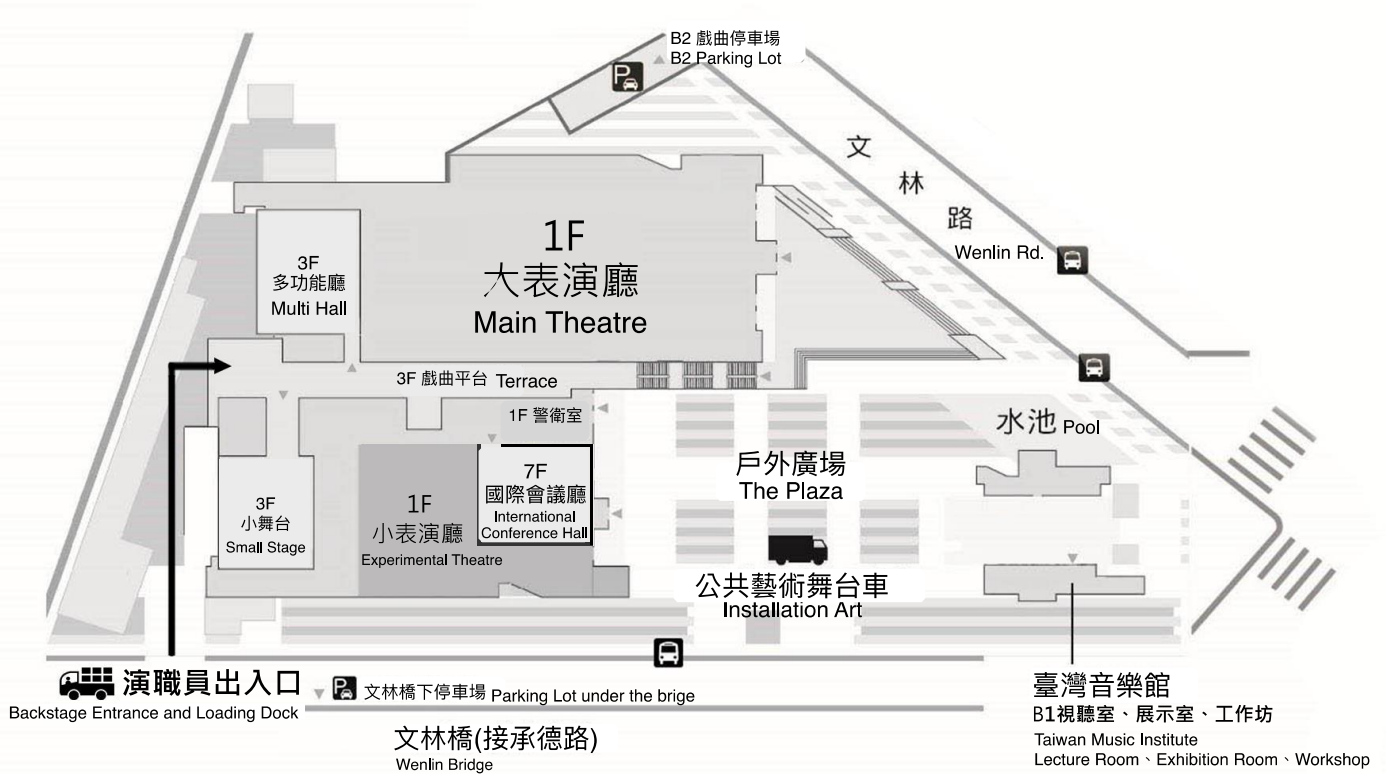 B2 戲曲停車場
B2 Parking Lot
文
林
路
Wenlin Rd.
1F
大表演廳
Main Theatre
3F
多功能廳
Multi Hall
3F 戲曲平台 Terrace
1F 警衛室
水池 Pool
戶外廣場
The Plaza
7F
國際會議廳
International
Conference Hall
1F
小表演廳
Experimental Theatre
3F
小舞台
Small Stage
公共藝術舞台車
Installation Art
演職員出入口
Backstage Entrance and Loading Dock
文林橋下停車場 Parking Lot under the brige
文林橋(接承德路)
Wenlin Bridge
臺灣音樂館
B1視聽室、展示室、工作坊
Taiwan Music Institute
Lecture Room、Exhibition Room、Workshop